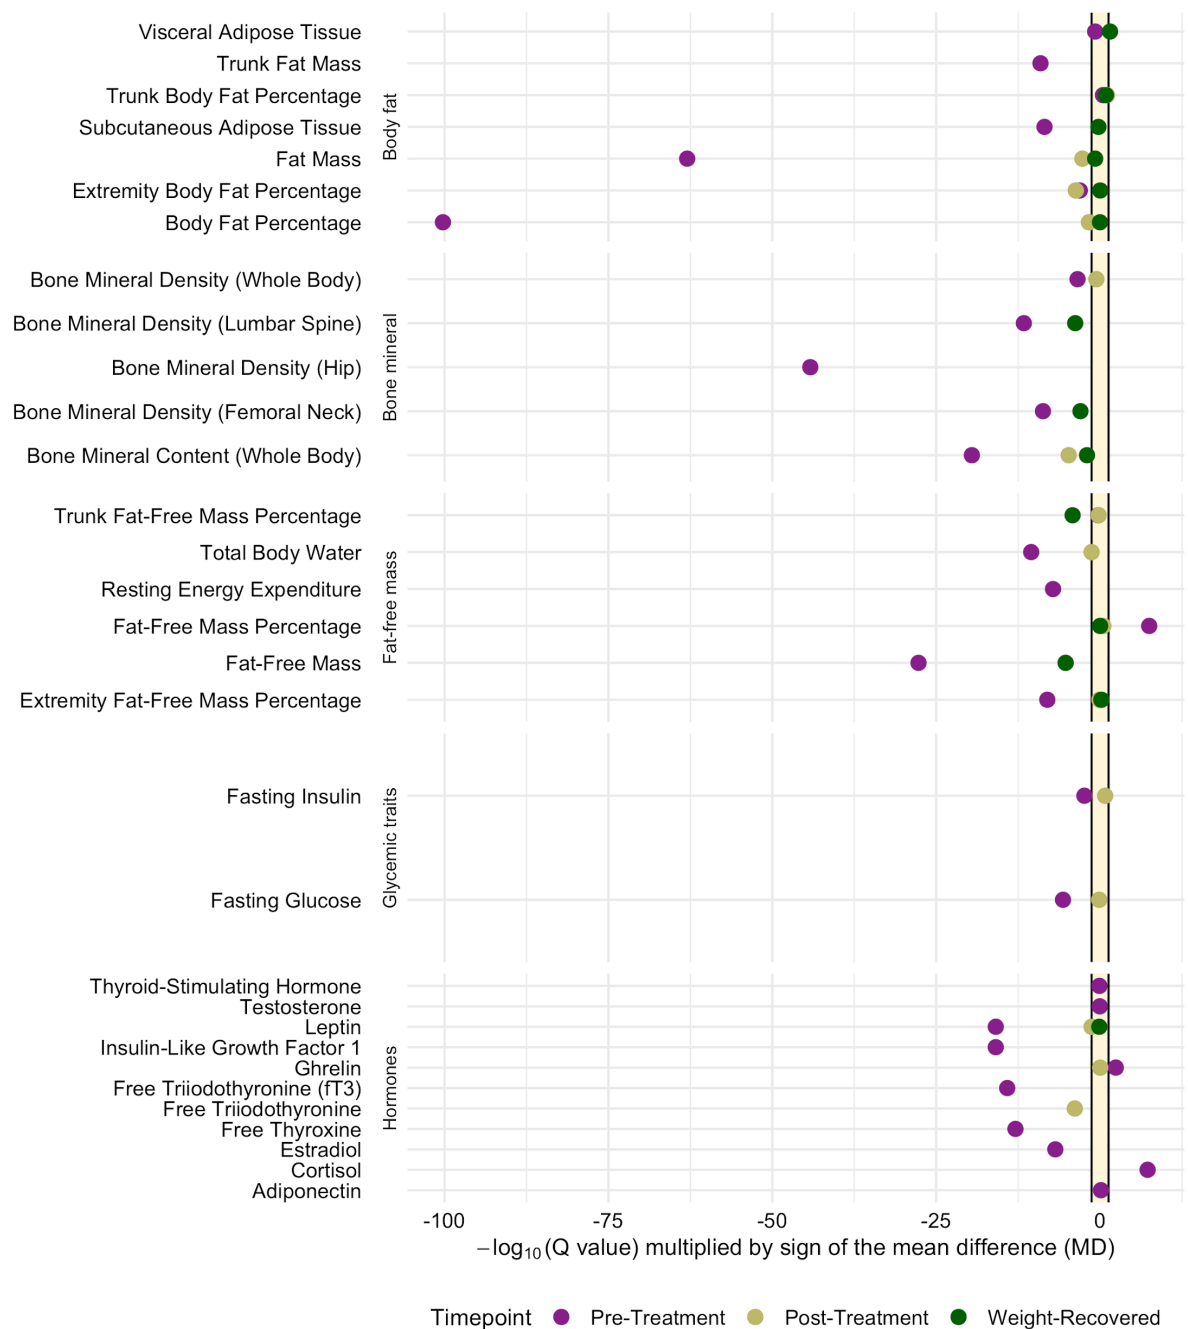 Visceral Adipose Tissue
Trunk Fat Mass
Trunk Body Fat Percentage
Subcutaneous Adipose Tissue
Fat Mass
Extremity Body Fat Percentage
Body Fat Percentage
Body fat
Bone Mineral Density (Whole Body)
Bone Mineral Density (Lumbar Spine)
Bone Mineral Density (Hip)
Bone Mineral Density (Femoral Neck)
Bone Mineral Content (Whole Body)
Bone mineral
Trunk Fat-Free Mass Percentage
Total Body Water
Resting Energy Expenditure
Fat-Free Mass Percentage
Fat-Free Mass
Extremity Fat-Free Mass Percentage
Fat-free mass
Fasting Insulin
Fasting Glucose
Glycemic traits
Thyroid-Stimulating Hormone
Testosterone
Leptin
Insulin-Like Growth Factor 1
Ghrelin
Free Triiodothyronine (fT3)
Free Triiodothyronine
Free Thyroxine
Estradiol
Cortisol
Adiponectin
Hormones
-100 -75 -50 -25 0
−log₁₀(Q value) multiplied by sign of the mean difference (MD)
Timepoint Pre-Treatment Post-Treatment Weight-Recovered